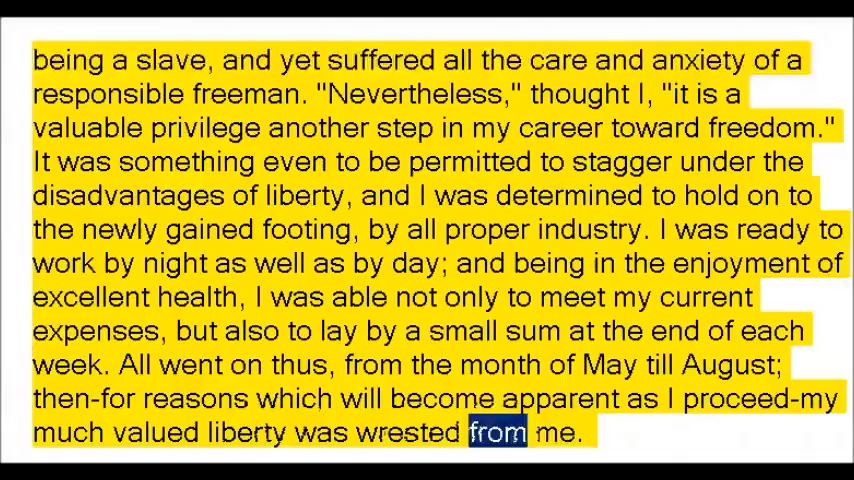 being a slave, and yet suffered all the care and anxiety of a
responsible freeman. "Nevertheless," thought I, "it is a
valuable privilege another step in my career toward freedom."
It was something even to be permitted to stagger under the
disadvantages of liberty, and I was determined to hold on to
the newly gained footing, by all proper industry. I was ready to
work by night as well as by day; and being in the enjoyment of
excellent health, I was able not only to meet my current
expenses, but also to lay by a small sum at the end of each
week. All went on thus, from the month of May till August;
then-for reasons which will become apparent as I proceed-my
much valued liberty was wrested from me.